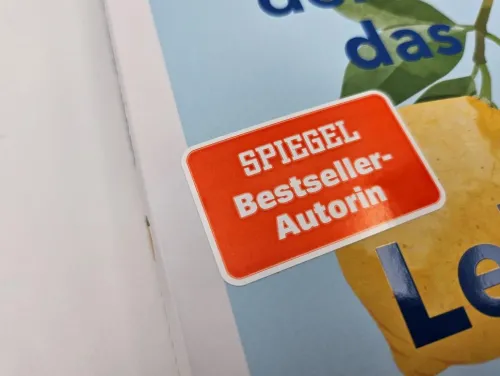 das
SPIEGEL
Bestseller-
Autorin
Le